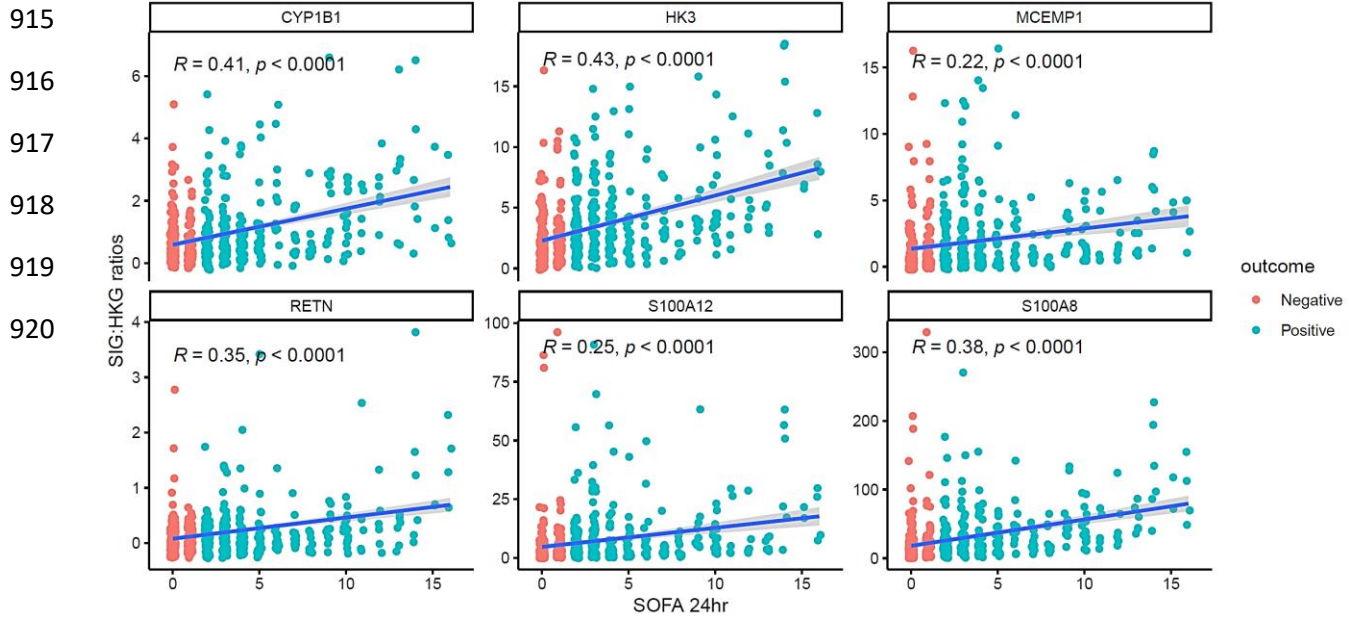 915
916
917
918
919
920
CYP1B1
HK3
MCEMP1
R = 0.41, p < 0.0001
R = 0.43, p < 0.0001
R = 0.22, p < 0.0001
6
4
2
0
15
10
5
0
15
10
5
0
RETN
S100A12
S100A8
R = 0.35, p < 0.0001
R = 0.25, p < 0.0001
R = 0.38, p < 0.0001
4
3
2
1
0
100
75
50
25
0
300
200
100
0
0 5 10 15
0 5 10 15
0 5 10 15
SIG:HKG ratios
SOFA 24hr
outcome
Negative
Positive